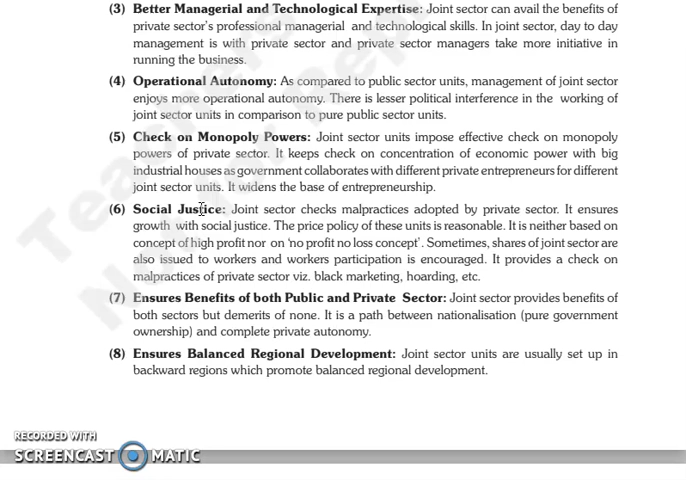 (3) Better Managerial and Technological Expertise: Joint sector can avail the benefits of
private sector's professional managerial and technological skills. In joint sector, day to day
management is with private sector and private sector managers take more initiative in
running the business.
(4) Operational Autonomy: As compared to public sector units, management of joint sector
enjoys more operational autonomy. There is lesser political interference in the working of
joint sector units in comparison to pure public sector units.
(5) Check on Monopoly Powers: Joint sector units impose effective check on monopoly
powers of private sector. It keeps check on concentration of economic power with big
industrial houses as government collaborates with different private entrepreneurs for different
joint sector units. It widens the base of entrepreneurship.
(6) Social Justice: Joint sector checks malpractices adopted by private sector. It ensures
growth with social justice. The price policy of these units is reasonable. It is neither based on
concept of high profit nor on 'no profit no loss concept'. Sometimes, shares of joint sector are
also issued to workers and workers participation is encouraged. It provides a check on
malpractices of private sector viz. black marketing, hoarding, etc.
(7) Ensures Benefits of both Public and Private Sector: Joint sector provides benefits of
both sectors but demerits of none. It is a path between nationalisation (pure government
ownership) and complete private autonomy.
(8) Ensures Balanced Regional Development: Joint sector units are usually set up in
backward regions which promote balanced regional development.
Teachers
RECORDED WITH
SCREENCAST MATIC